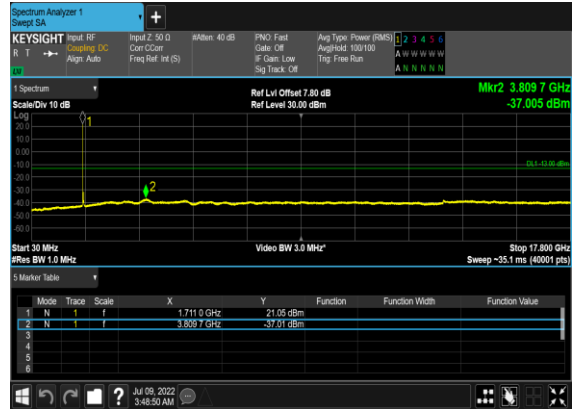 Spectrum Analyzer 1
Swept SA
+
KEYSIGHT Input: RF Input Z: 50 Ω #Atten: 40 dB PNO: Fast Avg Type: Power (RMS) 1 2 3 4 5 6
R T Coupling: DC Corr CCorr Gate: Off Avg|Hold: 100/100 A W W W W W
Align: Auto Freq Ref: Int (S) IF Gain: Low Trig: Free Run
Sig Track: Off A N N N N N
1 Spectrum Ref Lvl Offset 7.80 dB Mkr2 3.809 7 GHz
Scale/Div 10 dB Ref Level 30.00 dBm -37.005 dBm
Log
20.0
10.0
0.00
-10.0
-20.0
-30.0
-40.0
-50.0
-60.0
1
2
DL1 -13.00 dBm
Start 30 MHz Video BW 3.0 MHz* Stop 17.800 GHz
#Res BW 1.0 MHz Sweep ~35.1 ms (40001 pts)
5 Marker Table
Mode Trace Scale X Y Function Function Width Function Value
1 N 1 f 1.711 0 GHz 21.05 dBm
2 N 1 f 3.809 7 GHz -37.01 dBm
3
4
5
6
? Jul 09, 2022
3:48:50 AM